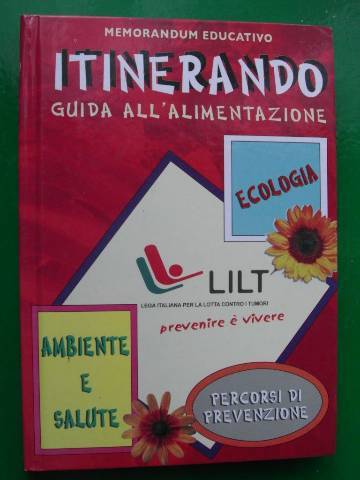 MEMORANDUM EDUCATIVO
ITINERANDO
GUIDA ALL'ALIMENTAZIONE
ECOLOGIA
LILT
LEGA ITALIANA PER LA LOTTA CONTRO I TUMORI
prevenire è vivere
AMBIENTE
E
SALUTE
PERCORSI DI
PREVENZIONE